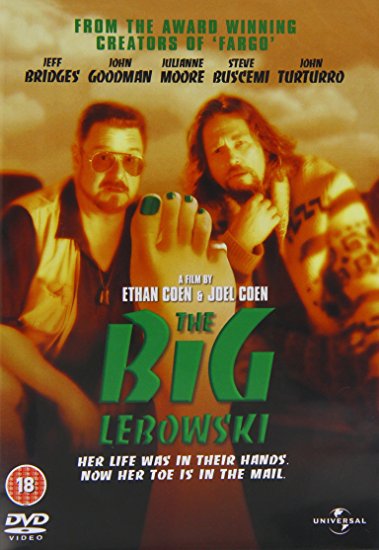 FROM THE AWARD WINNING
CREATORS OF 'FARGO'
JEFF BRIDGES
JOHN GOODMAN
JULIANNE MOORE
STEVE BUSCEMI
JOHN TURTURRO
A FILM BY
ETHAN COEN & JOEL COEN
THE
BiG
LEBOWSKI
HER LIFE WAS IN THEIR HANDS.
NOW HER TOE IS IN THE MAIL.
18
DVD
VIDEO
UNIVERSAL